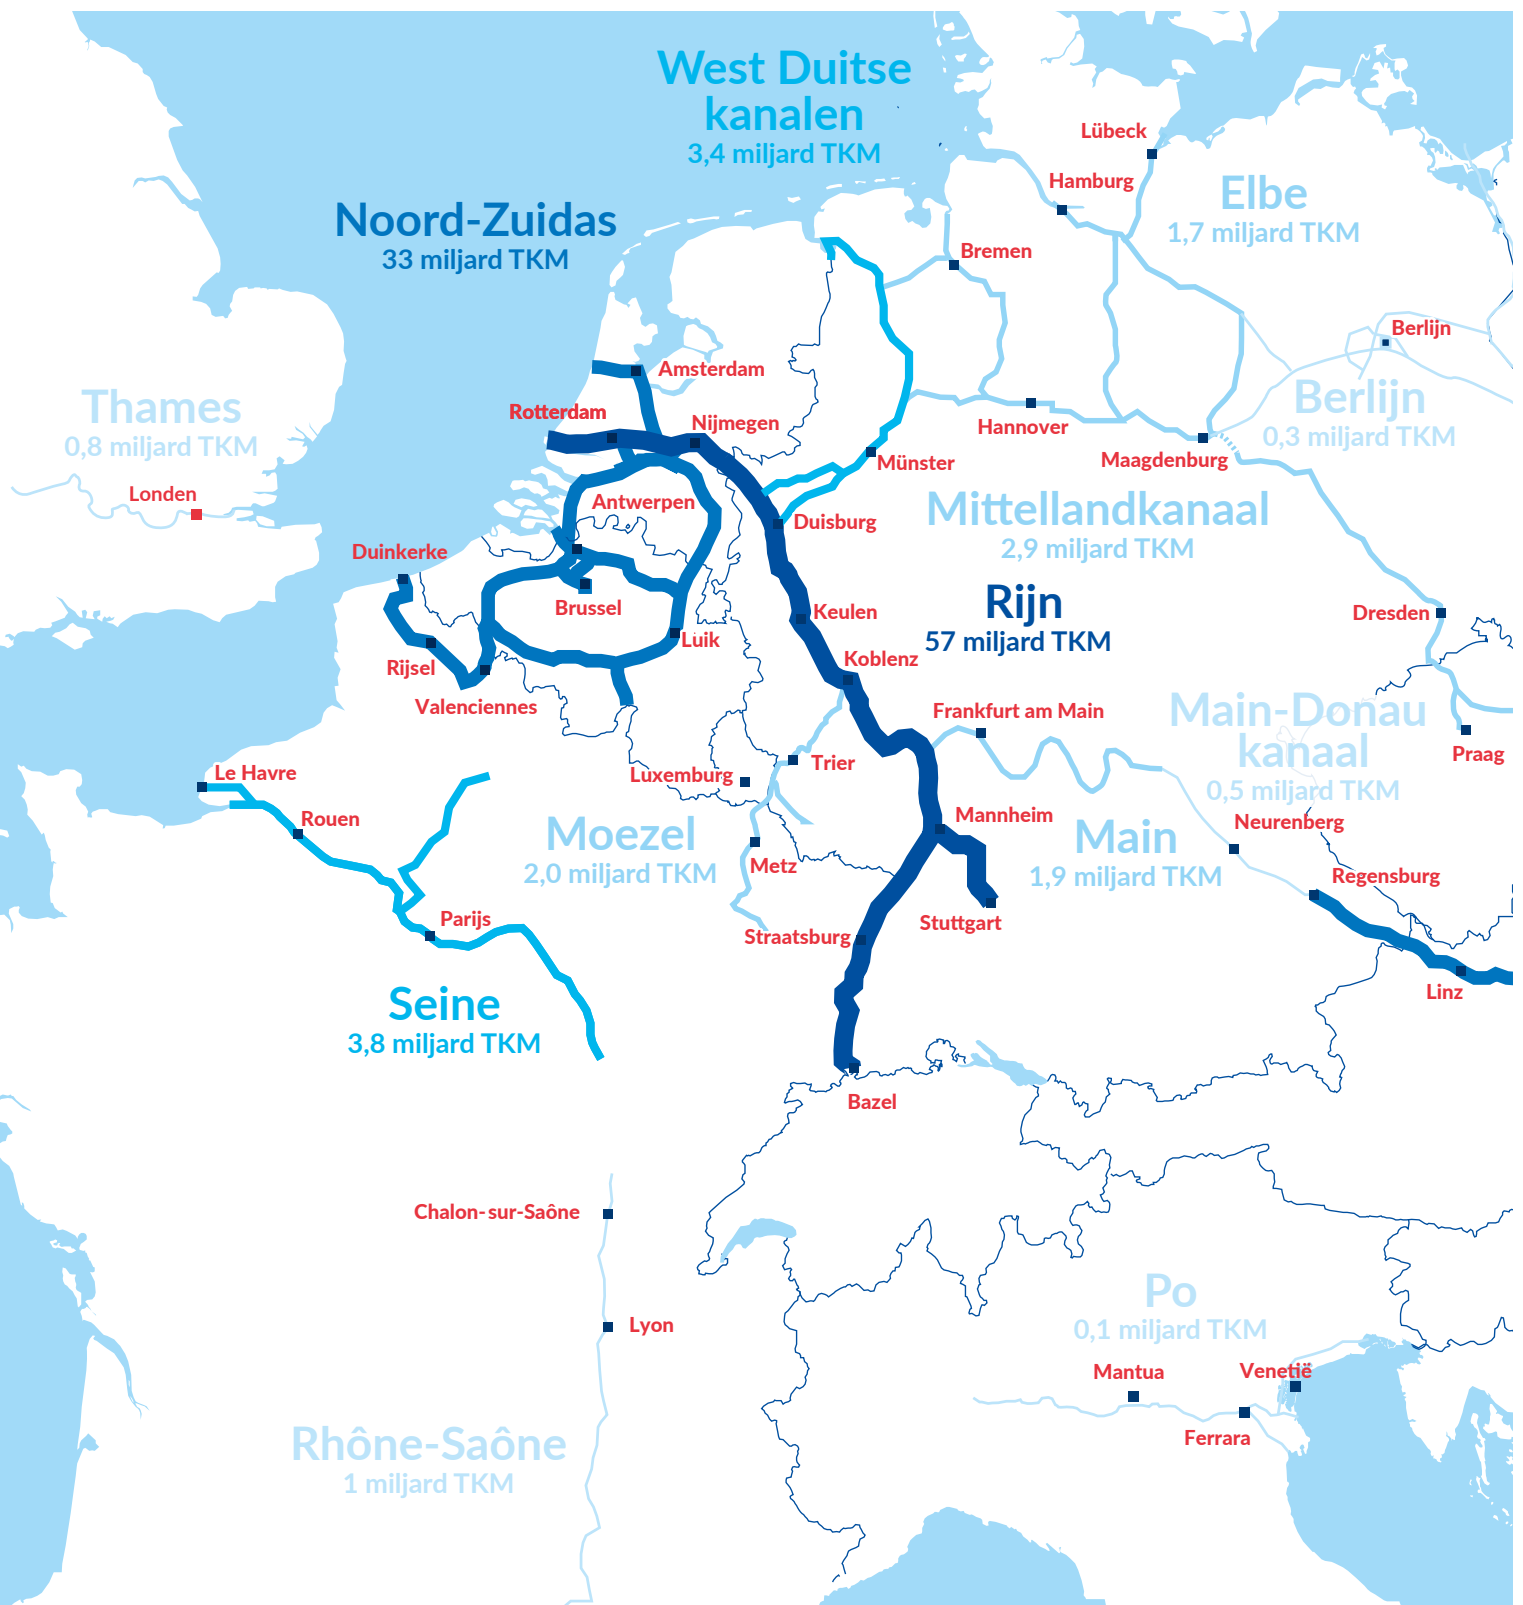 West Duitse
kanalen
3,4 miljard TKM
Lübeck
Hamburg
Elbe
1,7 miljard TKM
Noord-Zuidas
33 miljard TKM
Bremen
Berlijn
Amsterdam
Thames
0,8 miljard TKM
Berlijn
0,3 miljard TKM
Rotterdam
Nijmegen
Hannover
Münster
Maagdenburg
Londen
Antwerpen
Duisburg
Mittellandkanaal
2,9 miljard TKM
Duinkerke
Brussel
Keulen
Rijn
57 miljard TKM
Dresden
Luik
Rijsel
Koblenz
Valenciennes
Frankfurt am Main
Main-Donau
kanaal
0,5 miljard TKM
Praag
Le Havre
Luxemburg
Trier
Rouen
Moezel
2,0 miljard TKM
Mannheim
Main
1,9 miljard TKM
Neurenberg
Metz
Regensburg
Parijs
Straatsburg
Stuttgart
Linz
Seine
3,8 miljard TKM
Bazel
Chalon-sur-Saône
Lyon
Po
0,1 miljard TKM
Mantua
Venetië
Ferrara
Rhône-Saône
1 miljard TKM